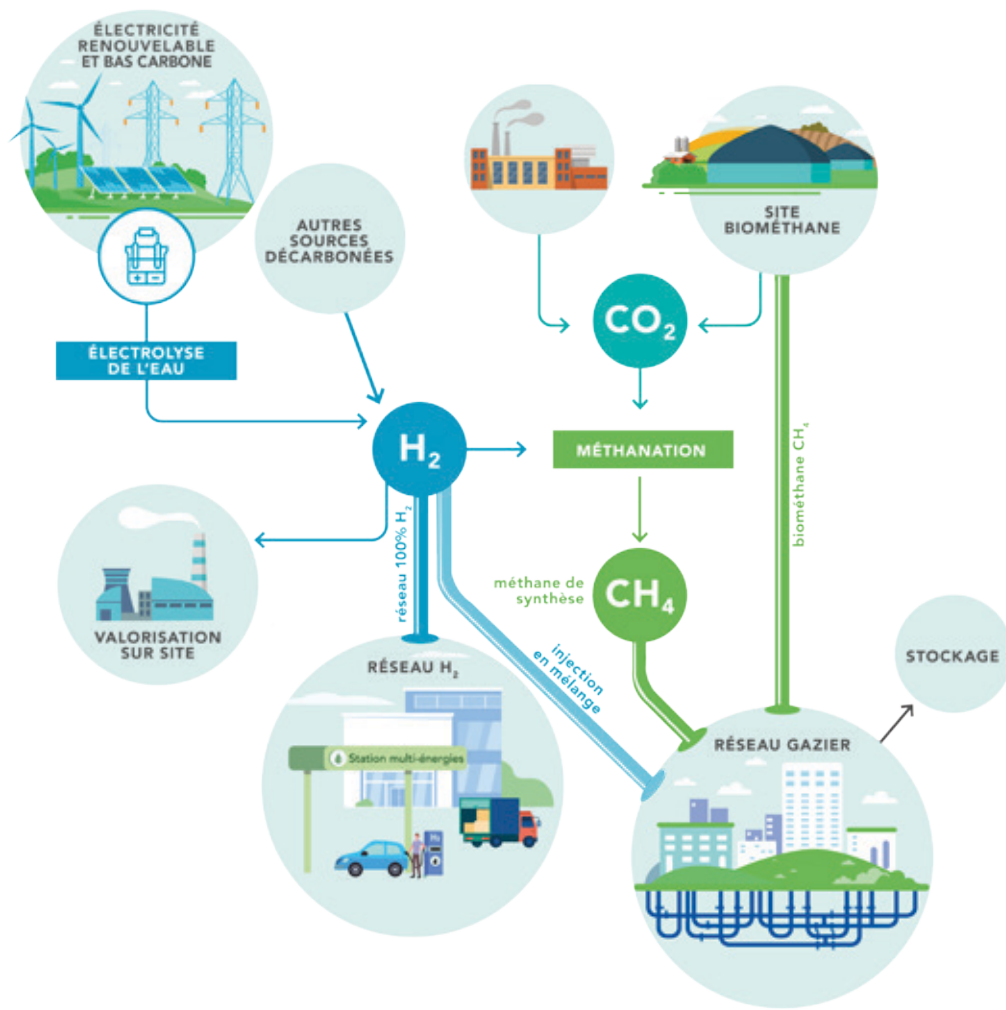 ÉLECTRICITÉ
RENOUVELABLE
ET BAS CARBONE
AUTRES
SOURCES
DÉCARBONÉES
SITE
BIOMÉTHANE
CO₂
ÉLECTROLYSE
DE L'EAU
H₂
MÉTHANATION
biométhane CH₄
réseau 100% H₂
méthane de
synthèse
CH₄
VALORISATION
SUR SITE
injection
en mélange
STOCKAGE
RÉSEAU H₂
RÉSEAU GAZIER
Station multi-énergies
H₂